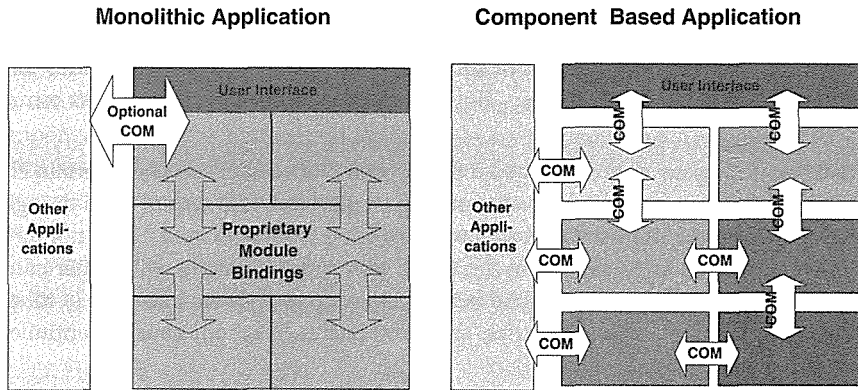 Monolithic Application
Component Based Application
User Interface
Optional
COM
Other
Appli-
cations
Proprietary
Module
Bindings
User Interface
COM
COM
COM
COM
COM
Other
Appli-
cations
COM
COM
COM
COM
COM